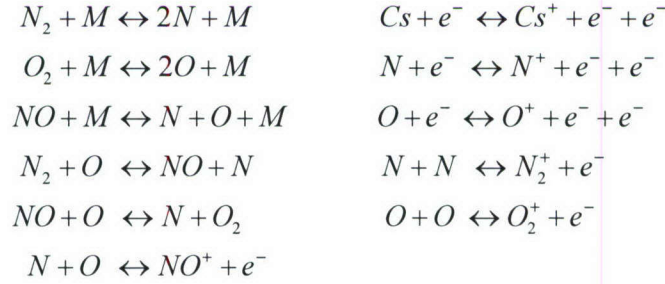 N₂ + M ↔ 2N + M
O₂ + M ↔ 2O + M
NO + M ↔ N + O + M
N₂ + O ↔ NO + N
NO + O ↔ N + O₂
N + O ↔ NO⁺ + e⁻
Cs + e⁻ ↔ Cs⁺ + e⁻ + e⁻
N + e⁻ ↔ N⁺ + e⁻ + e⁻
O + e⁻ ↔ O⁺ + e⁻ + e⁻
N + N ↔ N₂⁺ + e⁻
O + O ↔ O₂⁺ + e⁻